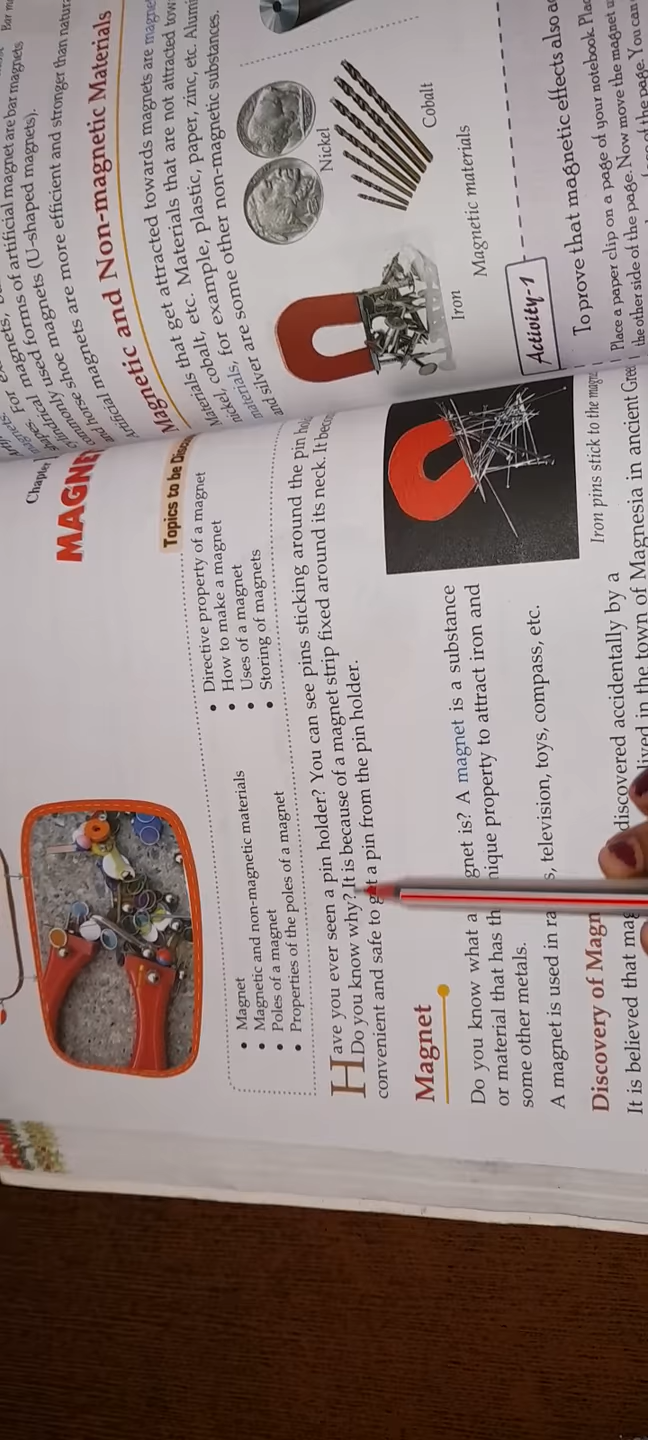 Chapter
MAGNE
Topics to be Disc
• Magnet
• Magnetic and non-magnetic materials
• Poles of a magnet
• Properties of the poles of a magnet
• Directive property of a magnet
• How to make a magnet
• Uses of a magnet
• Storing of magnets
Have you ever seen a pin holder? You can see pins sticking around the pin hol
Do you know why? It is because of a magnet strip fixed around its neck. It becom
convenient and safe to get a pin from the pin holder.
Magnet
Do you know what a gnet is? A magnet is a substance
or material that has th nique property to attract iron and
some other metals.
A magnet is used in ra s, television, toys, compass, etc.
Iron pins stick to the magne
Discovery of Magn
discovered accidentally by a
It is believed that mag lived in the town of Magnesia in ancient Gree
Bar ma
magnets,
For
forms of artificial magnet are bar magnets
used magnets (U-shaped magnets).
and horse shoe magnets are more efficient and stronger than natura
Artificial magnets
Magnetic and Non-magnetic Materials
Materials that get attracted towards magnets are magne
nickel, cobalt, etc. Materials that are not attracted tow
materials, for example, plastic, paper, zinc, etc. Alumi
and silver are some other non-magnetic substances.
Iron
Nickel
Cobalt
Magnetic materials
Activity-1
To prove that magnetic effects also a
Place a paper clip on a page of your notebook. Plac
the other side of the page. Now move the magnet u
of the page. You can